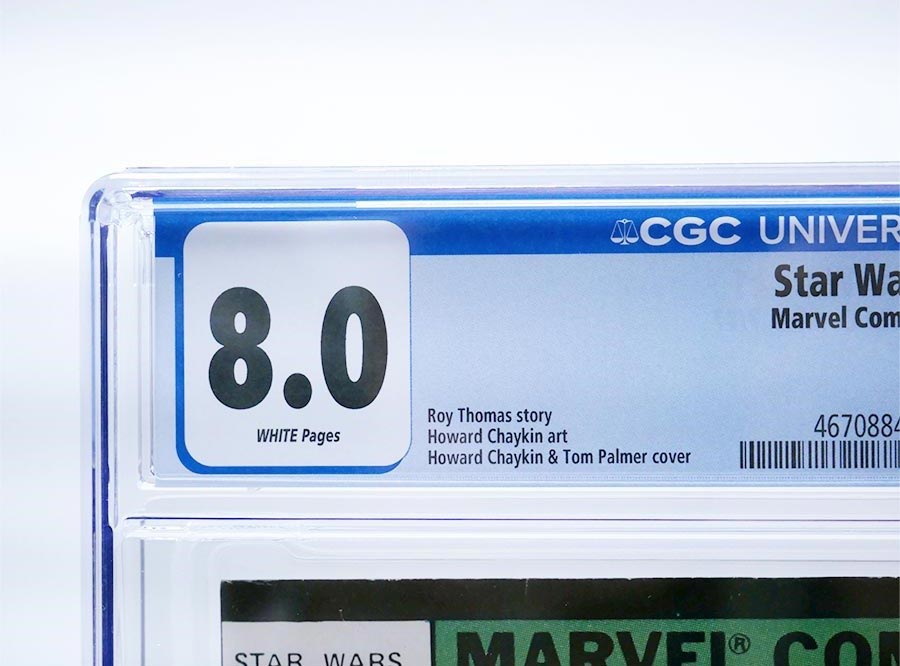 CGC UNIVER
8.0
WHITE Pages
Star Wa
Marvel Com
Roy Thomas story
Howard Chaykin art
Howard Chaykin & Tom Palmer cover
4670884
STAR WARS
MARVEL® COM